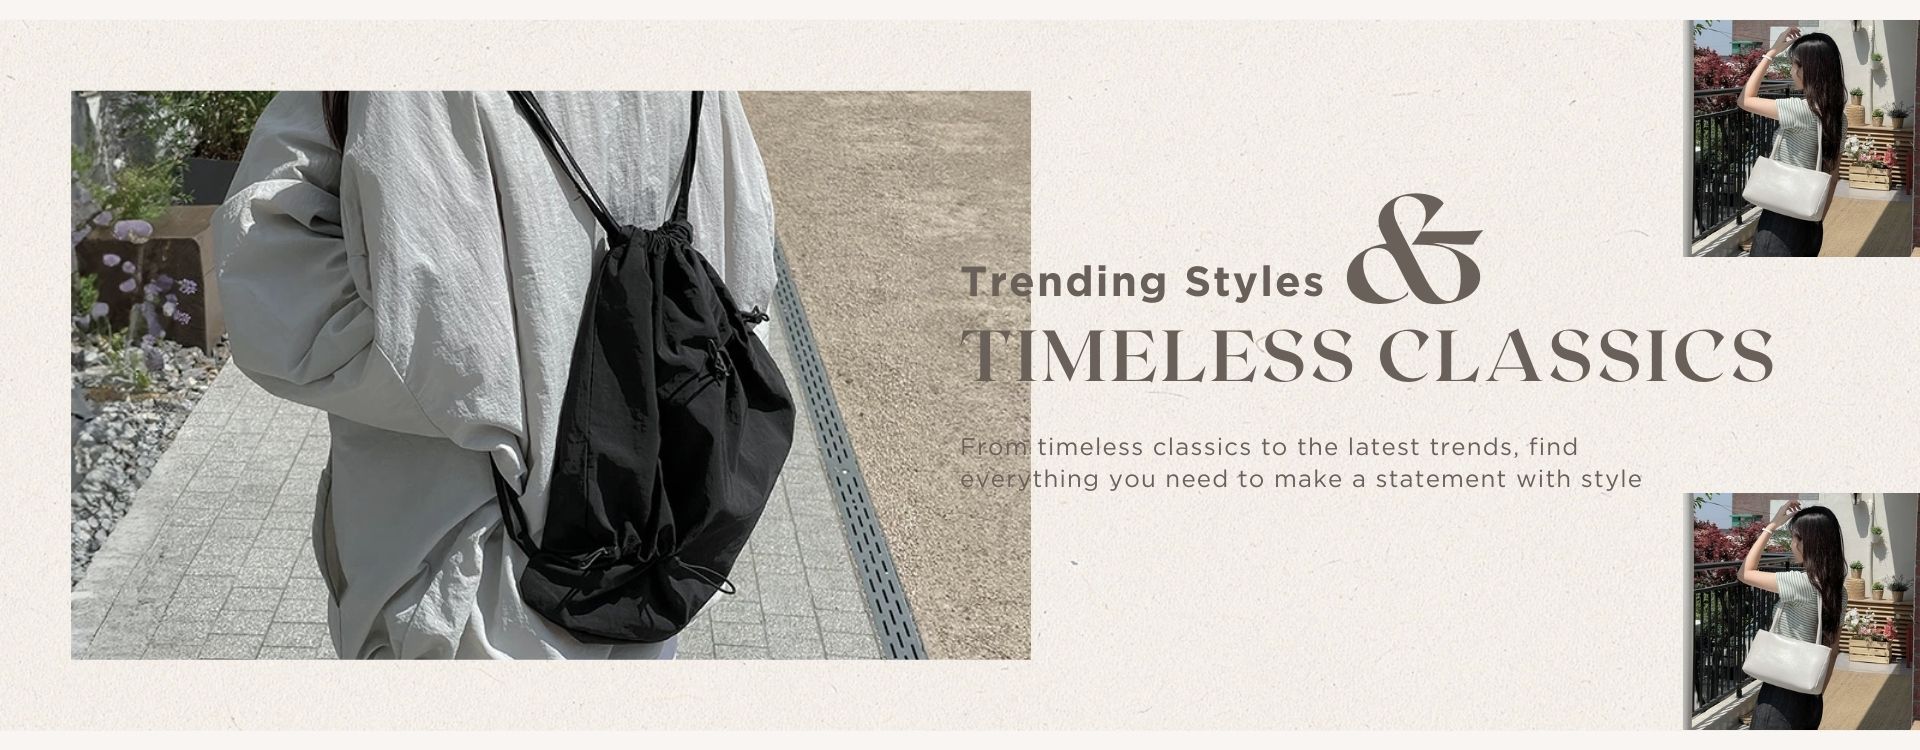 Trending Styles &
TIMELESS CLASSICS
From timeless classics to the latest trends, find
everything you need to make a statement with style